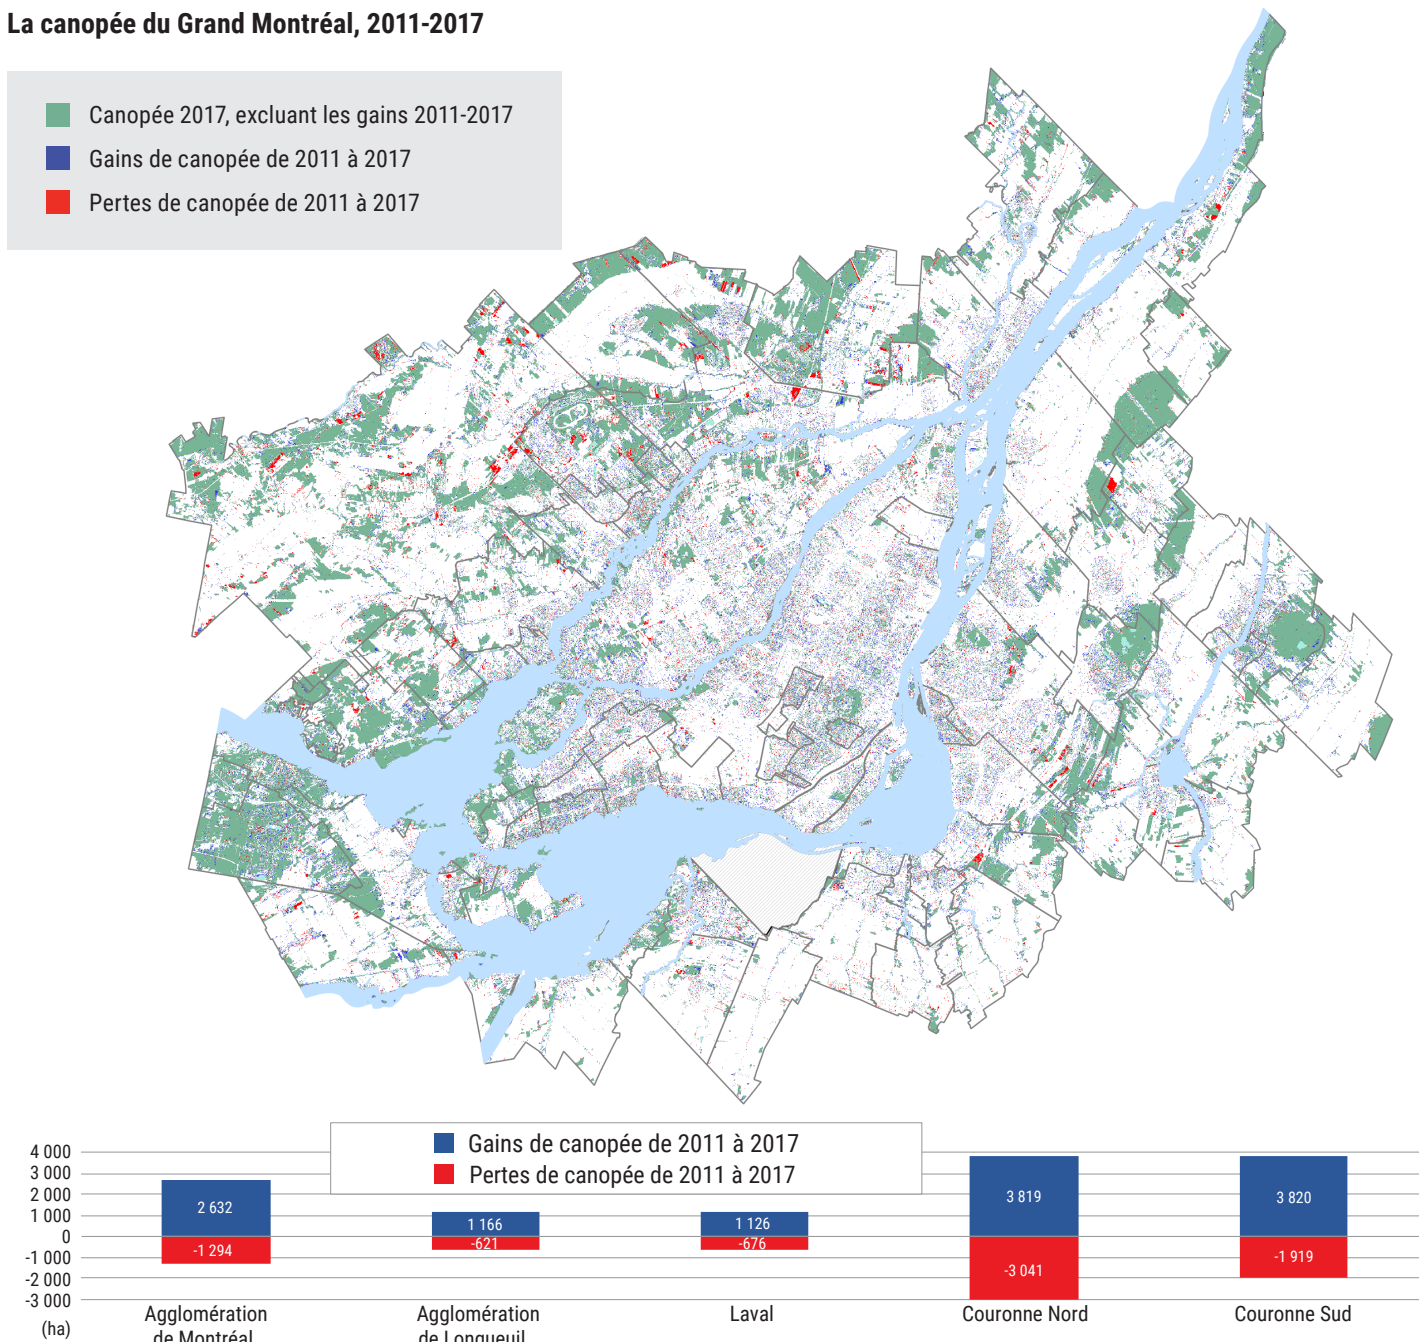 La canopée du Grand Montréal, 2011-2017
Canopée 2017, excluant les gains 2011-2017
Gains de canopée de 2011 à 2017
Pertes de canopée de 2011 à 2017
Gains de canopée de 2011 à 2017
Pertes de canopée de 2011 à 2017
4 000
3 000
2 000
1 000
0
-1 000
-2 000
-3 000
(ha)
2 632
-1 294
1 166
-621
1 126
-676
3 819
-3 041
3 820
-1 919
Agglomération
de Montréal
Agglomération
de Longueuil
Laval
Couronne Nord
Couronne Sud